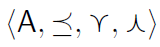 ⟨A, ⪯, ⋎, ⋏⟩